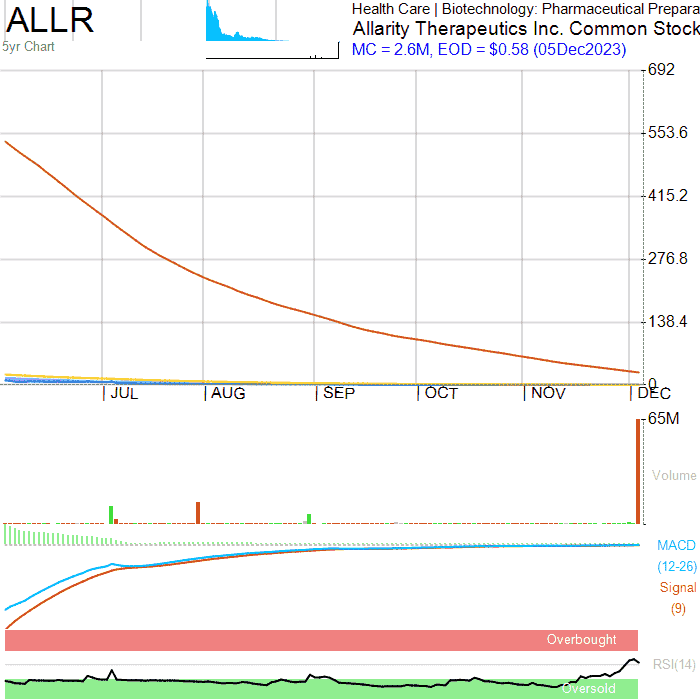 ALLR
Health Care | Biotechnology: Pharmaceutical Prepara
Allarity Therapeutics Inc. Common Stock
5yr Chart
MC = 2.6M, EOD = $0.58 (05Dec2023)
692
553.6
415.2
276.8
138.4
0
JUL AUG SEP OCT NOV DEC
65M
Volume
MACD
(12-26)
Signal
(9)
Overbought
RSI(14)
Oversold